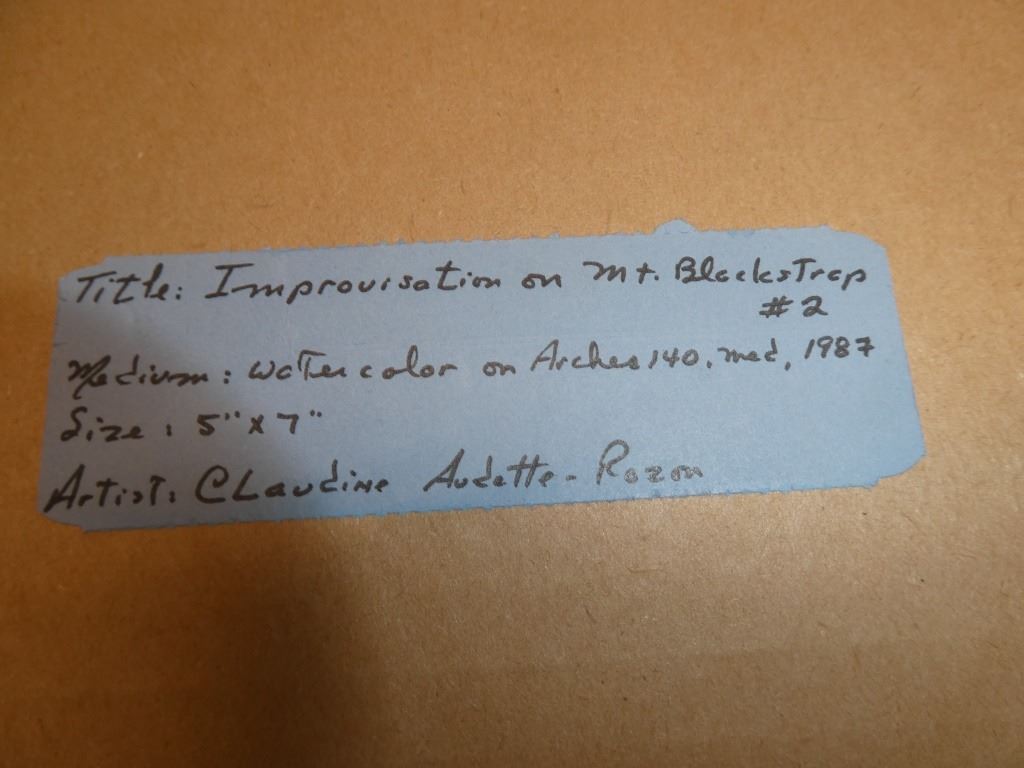 Title: Improvisation on Mt. Blackstrap
#2
Medium: watercolor on Arches 140. med, 1987
Size: 5" x 7"
Artist: Claudine Audette-Rozon